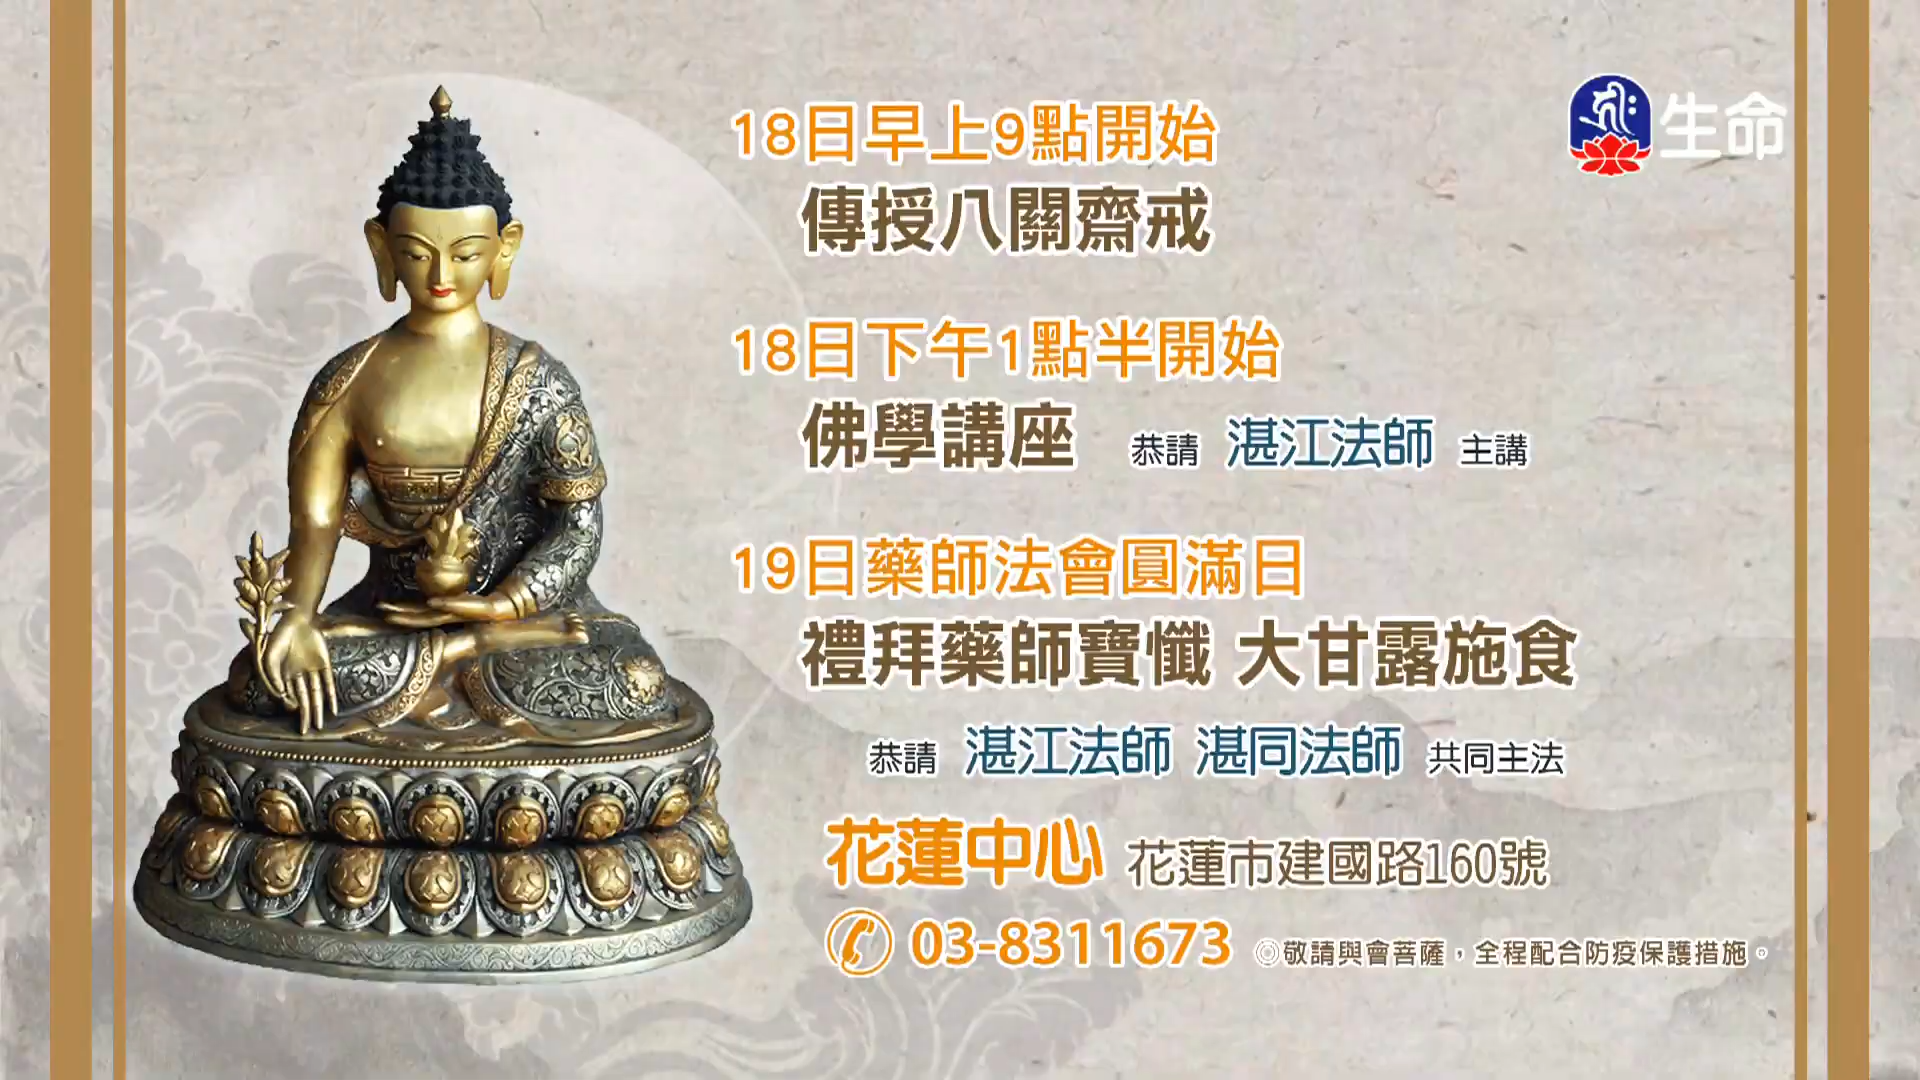 生命
18日早上9點開始
傳授八關齋戒
18日下午1點半開始
佛學講座 恭請 湛江法師 主講
19日藥師法會圓滿日
禮拜藥師寶懺 大甘露施食
恭請 湛江法師 湛同法師 共同主法
花蓮中心 花蓮市建國路160號
03-8311673 ◎敬請與會菩薩，全程配合防疫保護措施。